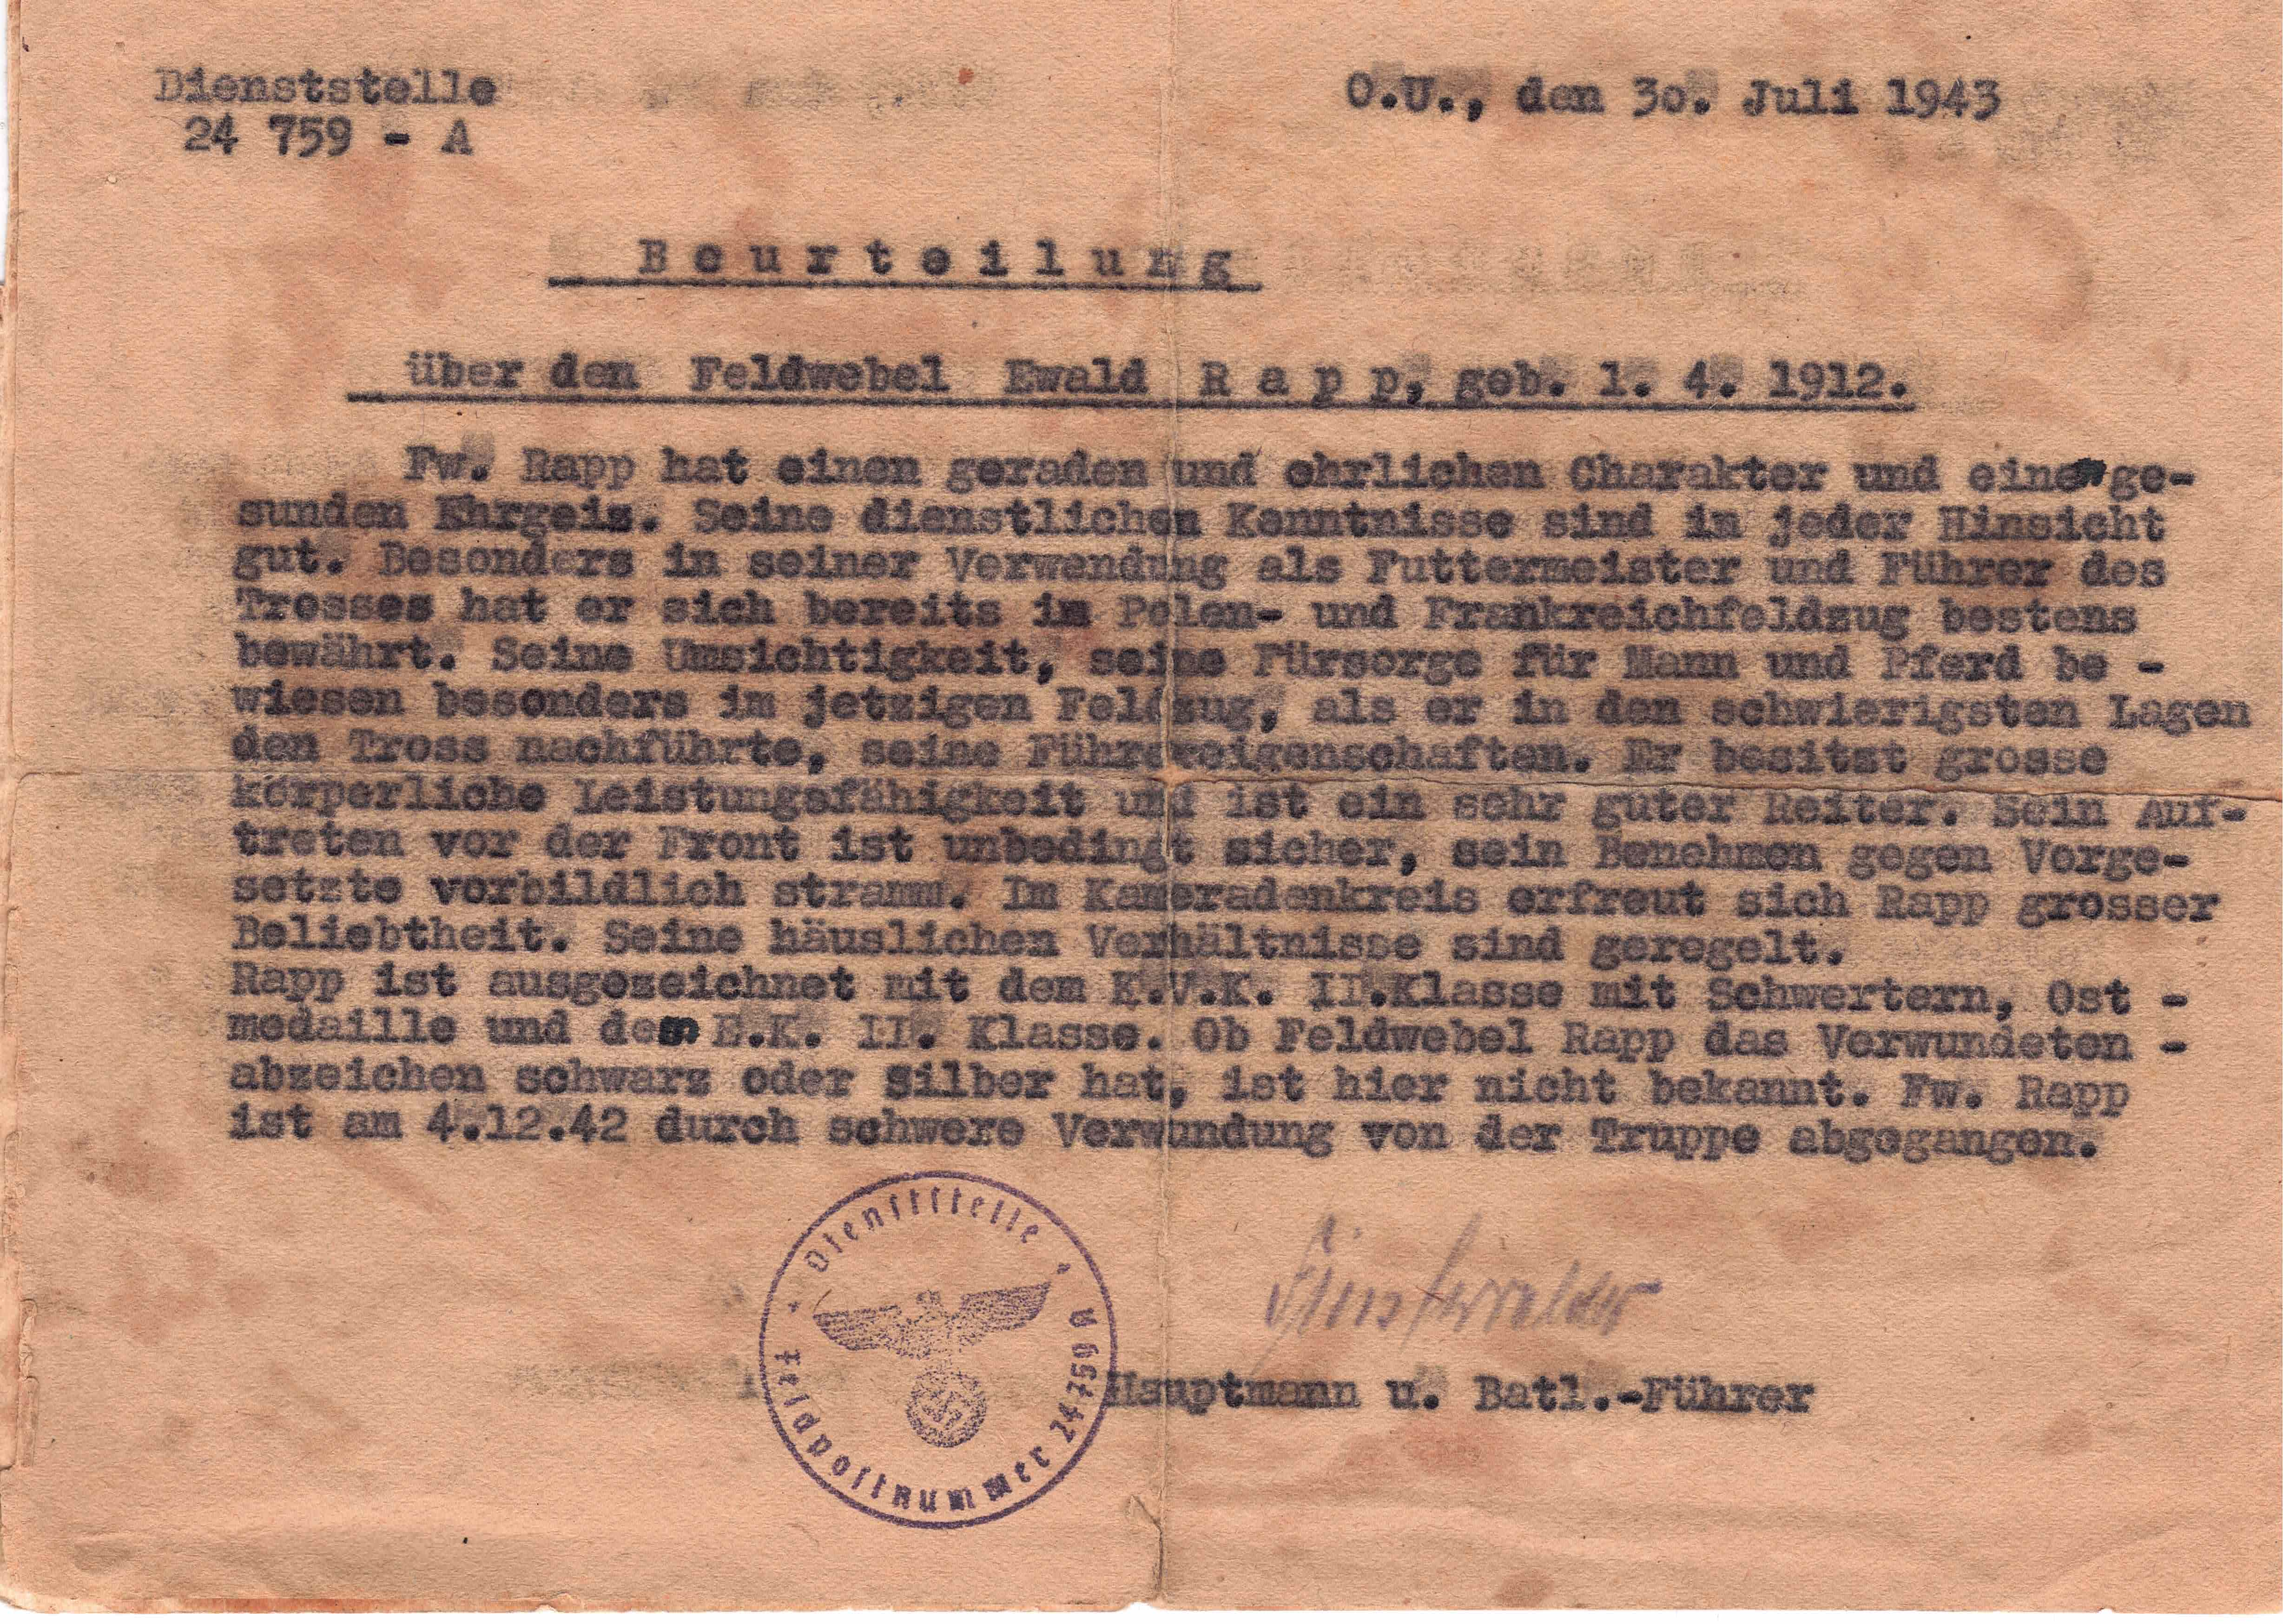 Dienststelle
24 759 - A
O.U., den 30. Juli 1943
Beurteilung
über den Feldwebel Ewald Rapp, geb. 1. 4. 1912.
Fw. Rapp hat einen geraden und ehrlichen Charakter und einen ge-
sunden Ehrgeiz. Seine dienstlichen Kenntnisse sind in jeder Hinsicht
gut. Besonders in seiner Verwendung als Futtermeister und Führer des
Trosses hat er sich bereits im Polen- und Frankreichfeldzug bestens
bewährt. Seine Umsichtigkeit, seine Fürsorge für Mann und Pferd be -
wiesen besonders im jetzigen Feldzug, als er in den schwierigsten Lagen
den Tross nachführte, seine Führereigenschaften. Er besitzt grosse
körperliche Leistungsfähigkeit und ist ein sehr guter Reiter. Sein Auf-
treten vor der Front ist unbedingt sicher, sein Benehmen gegen Vorge-
setzte vorbildlich stramm. Im Kameradenkreis erfreut sich Rapp grosser
Beliebtheit. Seine häuslichen Verhältnisse sind geregelt.
Rapp ist ausgezeichnet mit dem K.V.K. II.Klasse mit Schwertern, Ost -
medaille und dem E.K. II. Klasse. Ob Feldwebel Rapp das Verwundeten -
abzeichen schwarz oder Silber hat, ist hier nicht bekannt. Fw. Rapp
ist am 4.12.42 durch schwere Verwundung von der Truppe abgegangen.
Dienststelle
Feldpostnummer 24759 A
Hauptmann u. Batl.-Führer